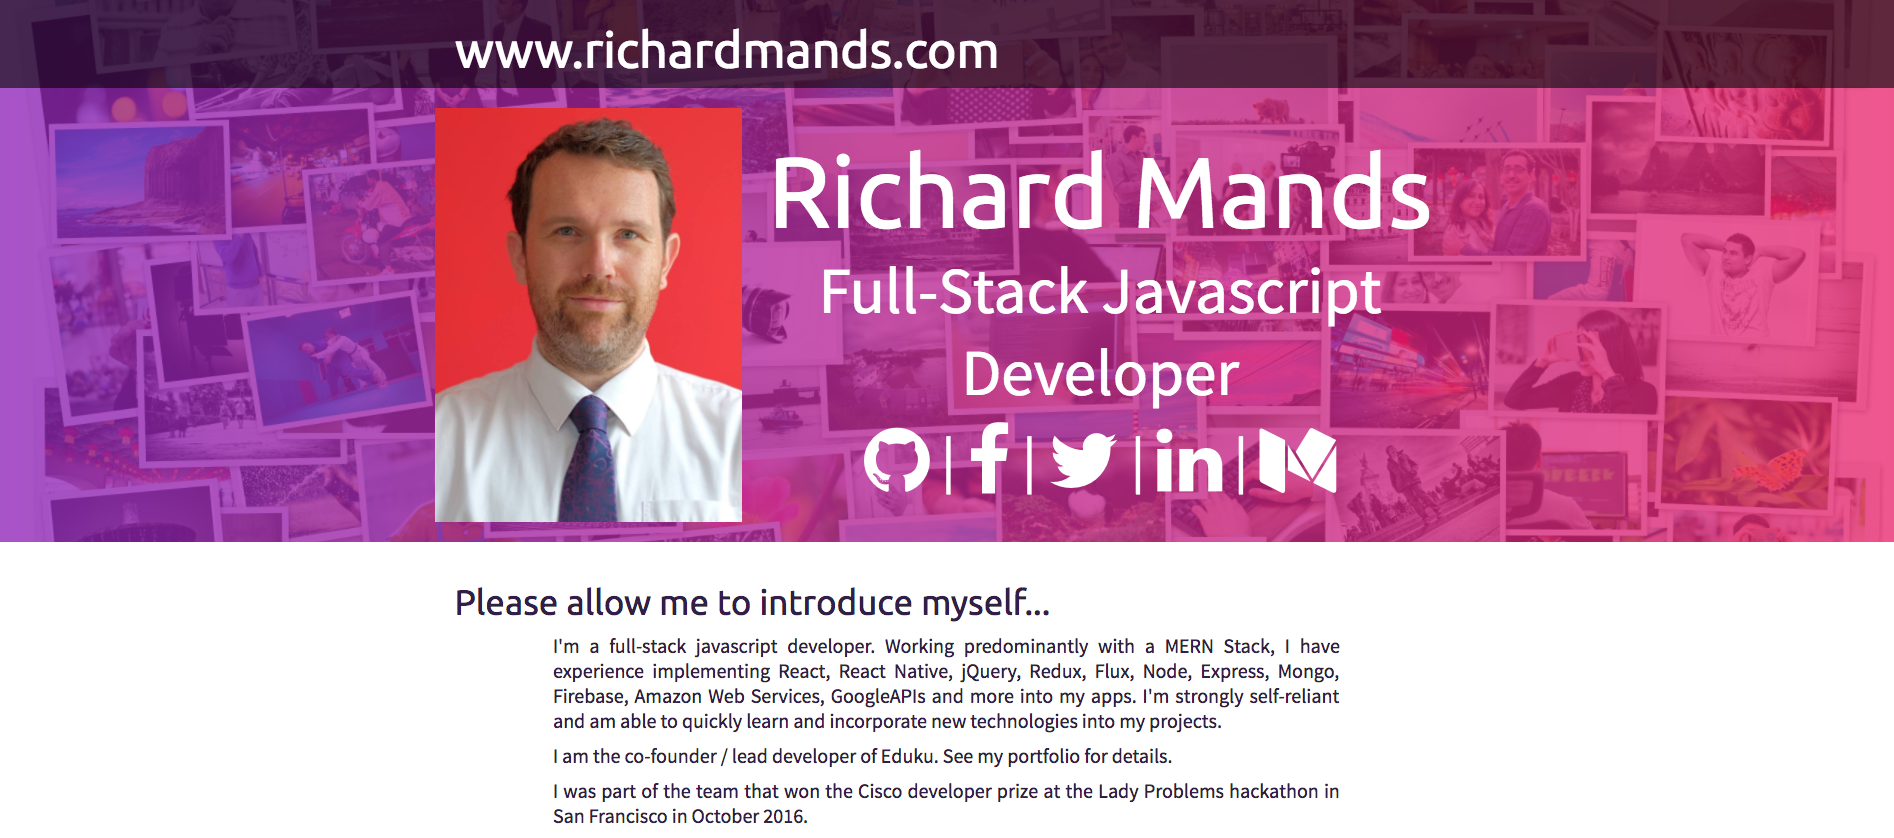 www.richardmands.com
Richard Mands
Full-Stack Javascript
Developer
Please allow me to introduce myself...
I'm a full-stack javascript developer. Working predominantly with a MERN Stack, I have
experience implementing React, React Native, jQuery, Redux, Flux, Node, Express, Mongo,
Firebase, Amazon Web Services, GoogleAPIs and more into my apps. I'm strongly self-reliant
and am able to quickly learn and incorporate new technologies into my projects.
I am the co-founder / lead developer of Eduku. See my portfolio for details.
I was part of the team that won the Cisco developer prize at the Lady Problems hackathon in
San Francisco in October 2016.